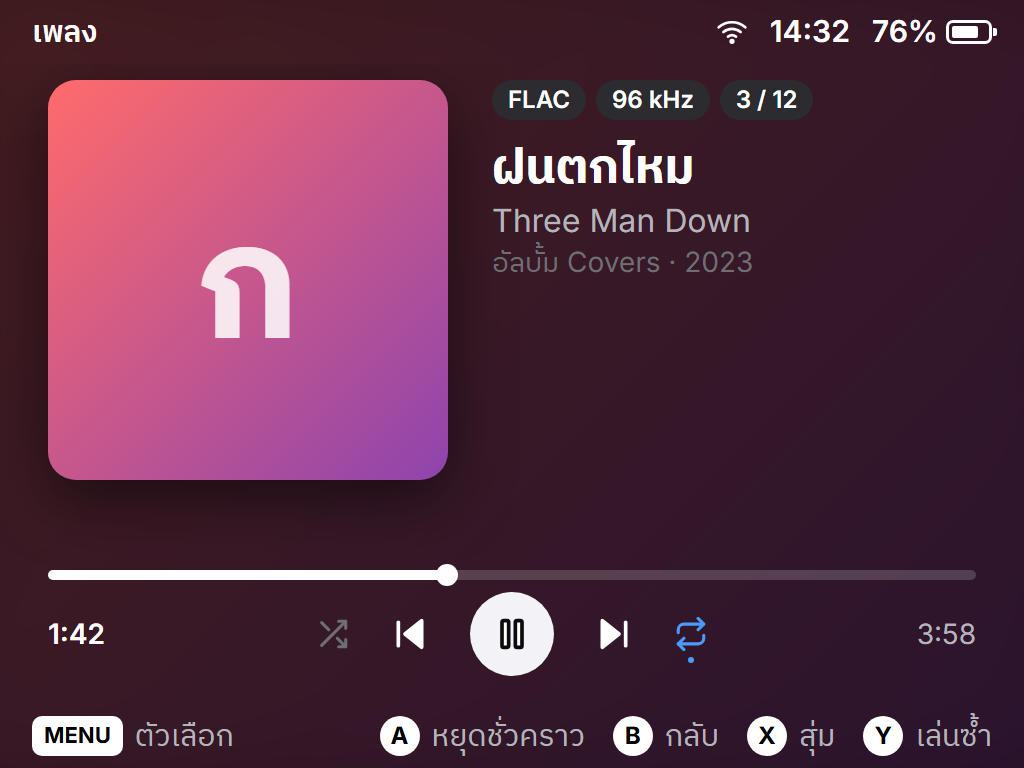 เพลง 14:32 76%
FLAC 96 kHz 3 / 12
ฝนตกไหม
Three Man Down
อัลบั้ม Covers · 2023
ก
1:42 3:58
MENU ตัวเลือก A หยุดชั่วคราว B กลับ X สุ่ม Y เล่นซ้ำ